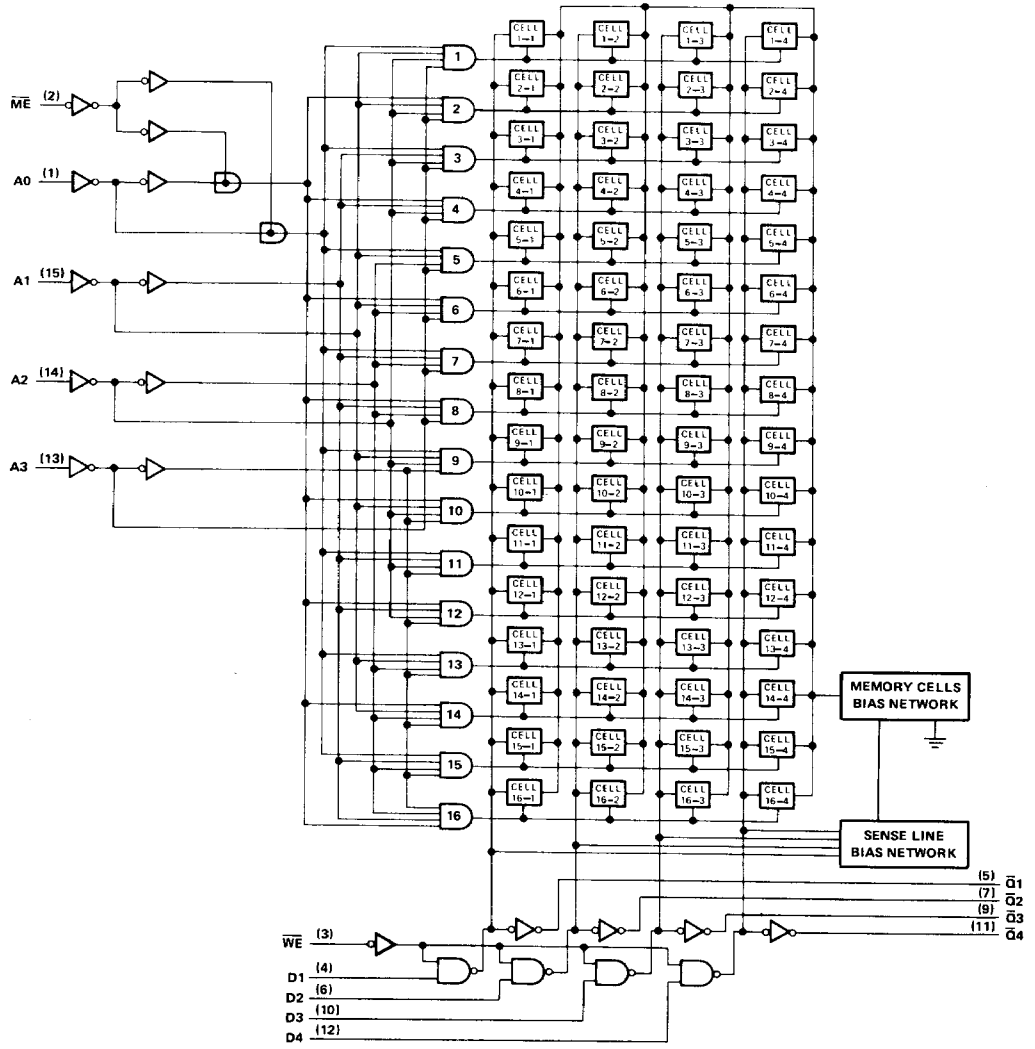 CELL 1-1 CELL 1-2 CELL 1-3 CELL 1-4
1
CELL 2-1 CELL 2-2 CELL 2-3 CELL 2-4
ME (2)
2
CELL 3-1 CELL 3-2 CELL 3-3 CELL 3-4
3
A0 (1)
CELL 4-1 CELL 4-2 CELL 4-3 CELL 4-4
4
CELL 5-1 CELL 5-2 CELL 5-3 CELL 5-4
5
A1 (15)
CELL 6-1 CELL 6-2 CELL 6-3 CELL 6-4
6
CELL 7-1 CELL 7-2 CELL 7-3 CELL 7-4
7
A2 (14)
CELL 8-1 CELL 8-2 CELL 8-3 CELL 8-4
8
CELL 9-1 CELL 9-2 CELL 9-3 CELL 9-4
9
A3 (13)
CELL 10-1 CELL 10-2 CELL 10-3 CELL 10-4
10
CELL 11-1 CELL 11-2 CELL 11-3 CELL 11-4
11
CELL 12-1 CELL 12-2 CELL 12-3 CELL 12-4
12
CELL 13-1 CELL 13-2 CELL 13-3 CELL 13-4
13
CELL 14-1 CELL 14-2 CELL 14-3 CELL 14-4
14
MEMORY CELLS
BIAS NETWORK
CELL 15-1 CELL 15-2 CELL 15-3 CELL 15-4
15
CELL 16-1 CELL 16-2 CELL 16-3 CELL 16-4
16
SENSE LINE
BIAS NETWORK
(5) Q̅1
(7) Q̅2
(9) Q̅3
(11) Q̅4
W̅E̅ (3)
D1 (4)
D2 (6)
D3 (10)
D4 (12)